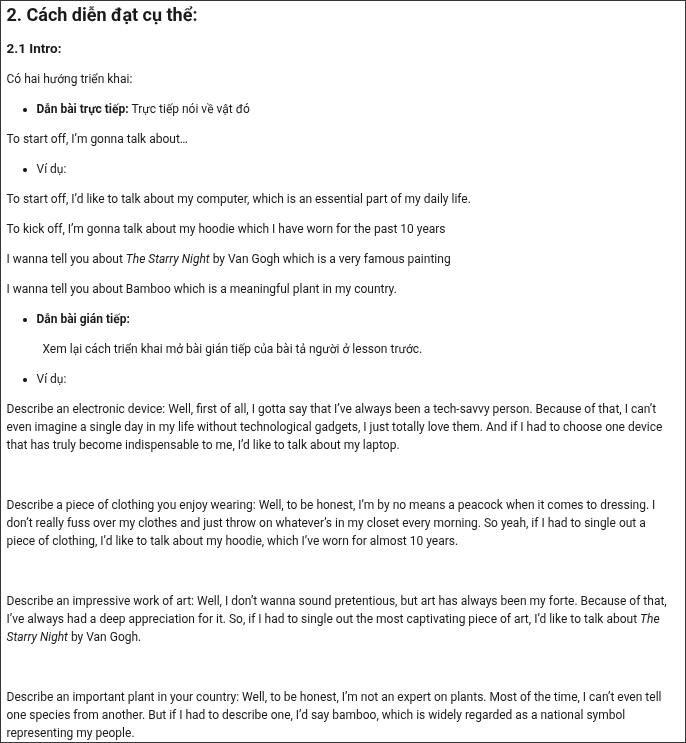 2. Cách diễn đạt cụ thể:
2.1 Intro:
Có hai hướng triển khai:
• Dẫn bài trực tiếp: Trực tiếp nói về vật đó
To start off, I’m gonna talk about…
• Ví dụ:
To start off, I’d like to talk about my computer, which is an essential part of my daily life.
To kick off, I’m gonna talk about my hoodie which I have worn for the past 10 years
I wanna tell you about The Starry Night by Van Gogh which is a very famous painting
I wanna tell you about Bamboo which is a meaningful plant in my country.
• Dẫn bài gián tiếp:
Xem lại cách triển khai mở bài gián tiếp của bài tả người ở lesson trước.
• Ví dụ:
Describe an electronic device: Well, first of all, I gotta say that I’ve always been a tech-savvy person. Because of that, I can’t
even imagine a single day in my life without technological gadgets, I just totally love them. And if I had to choose one device
that has truly become indispensable to me, I’d like to talk about my laptop.
Describe a piece of clothing you enjoy wearing: Well, to be honest, I’m by no means a peacock when it comes to dressing. I
don’t really fuss over my clothes and just throw on whatever’s in my closet every morning. So yeah, if I had to single out a
piece of clothing, I’d like to talk about my hoodie, which I’ve worn for almost 10 years.
Describe an impressive work of art: Well, I don’t wanna sound pretentious, but art has always been my forte. Because of that,
I’ve always had a deep appreciation for it. So, if I had to single out the most captivating piece of art, I’d like to talk about The
Starry Night by Van Gogh.
Describe an important plant in your country: Well, to be honest, I’m not an expert on plants. Most of the time, I can’t even tell
one species from another. But if I had to describe one, I’d say bamboo, which is widely regarded as a national symbol
representing my people.